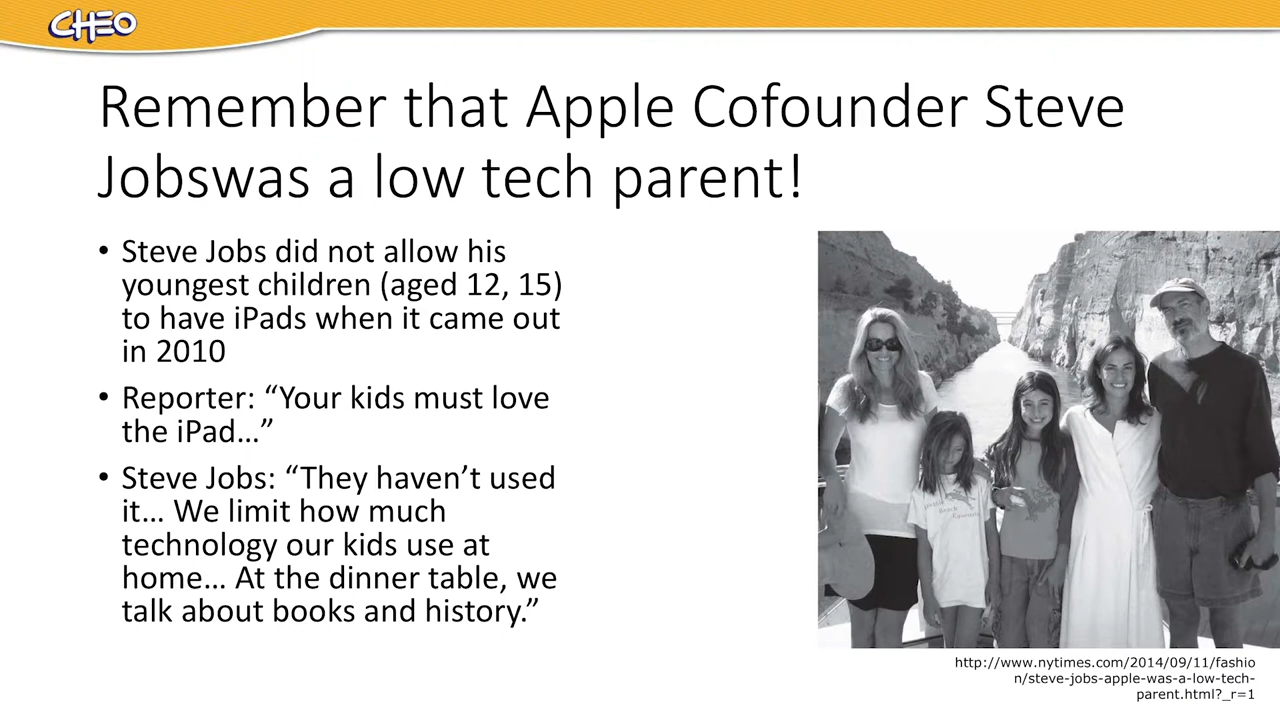 CHEO
Remember that Apple Cofounder Steve
Jobswas a low tech parent!
• Steve Jobs did not allow his
youngest children (aged 12, 15)
to have iPads when it came out
in 2010
• Reporter: “Your kids must love
the iPad…”
• Steve Jobs: “They haven’t used
it… We limit how much
technology our kids use at
home… At the dinner table, we
talk about books and history.”
http://www.nytimes.com/2014/09/11/fashio
n/steve-jobs-apple-was-a-low-tech-
parent.html?_r=1